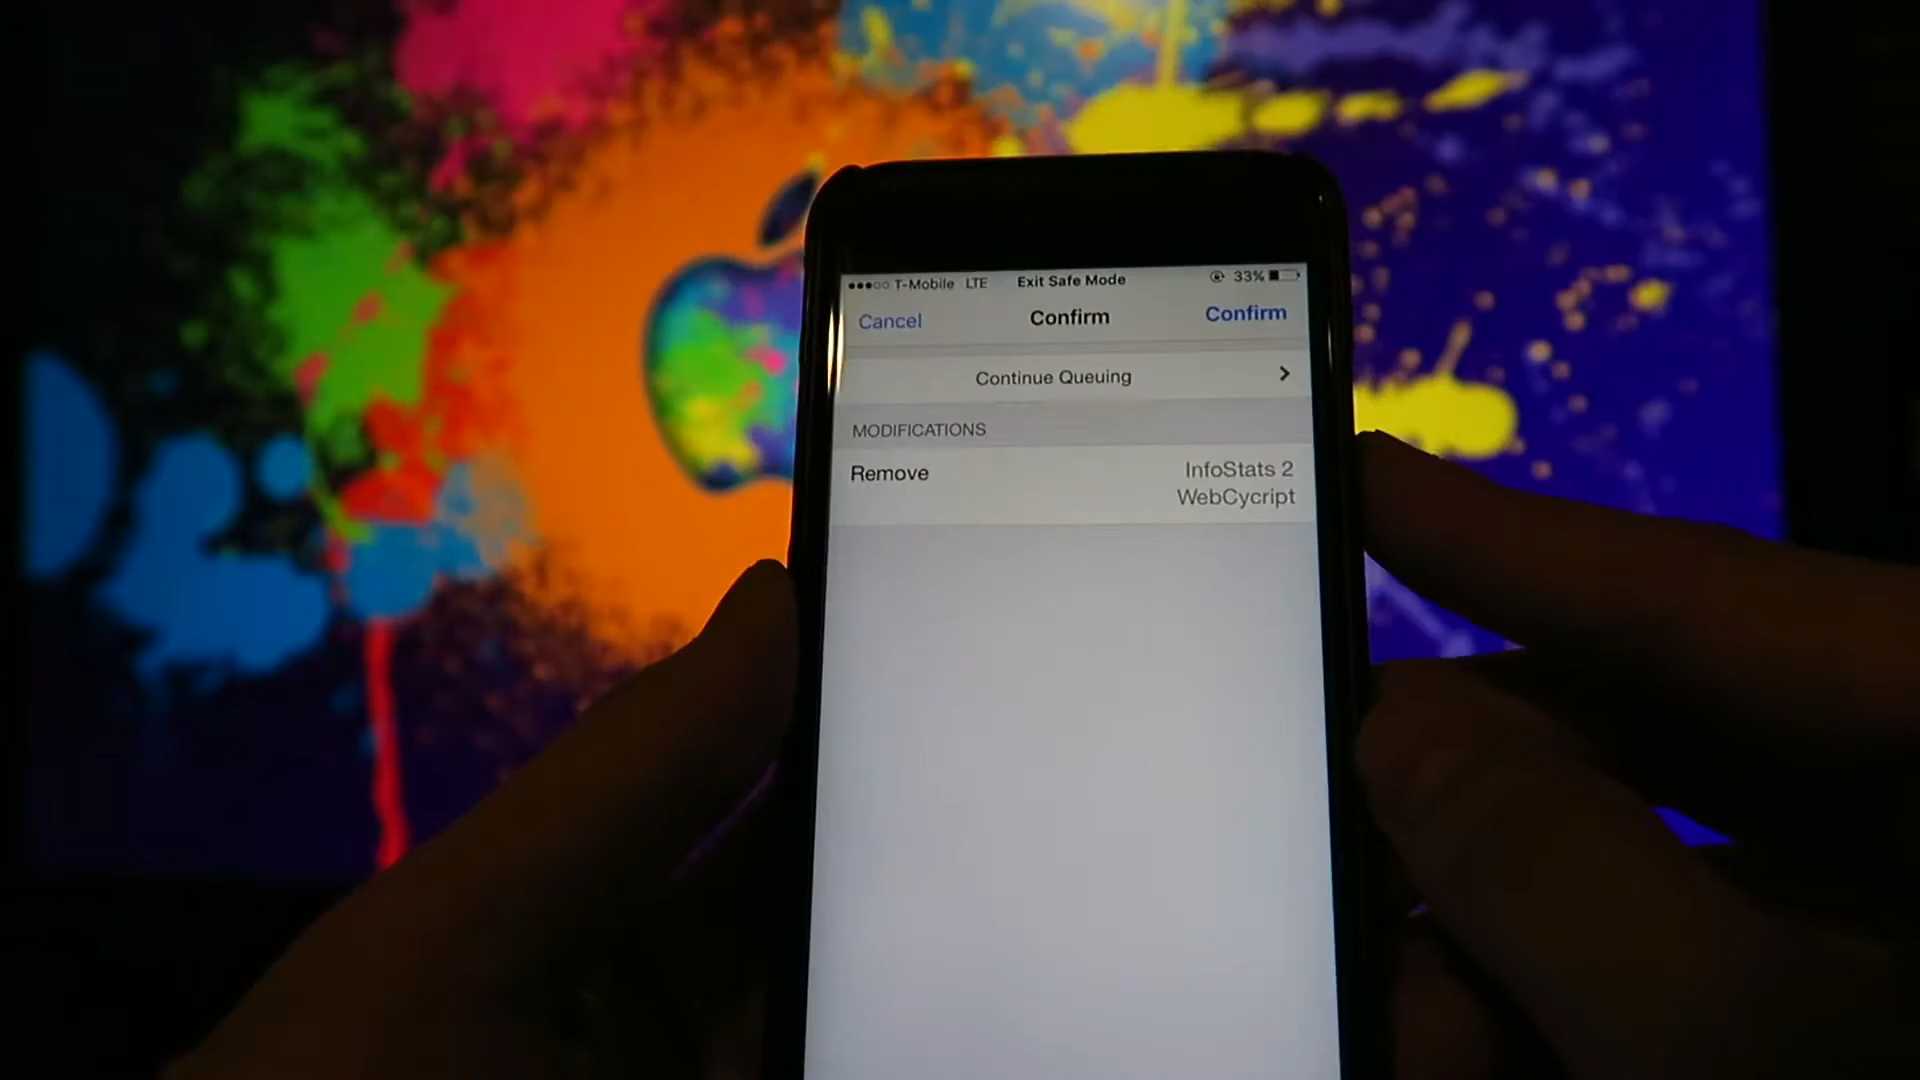 T-Mobile LTE Exit Safe Mode 33%
Cancel Confirm Confirm
Continue Queuing
MODIFICATIONS
Remove InfoStats 2
WebCycript